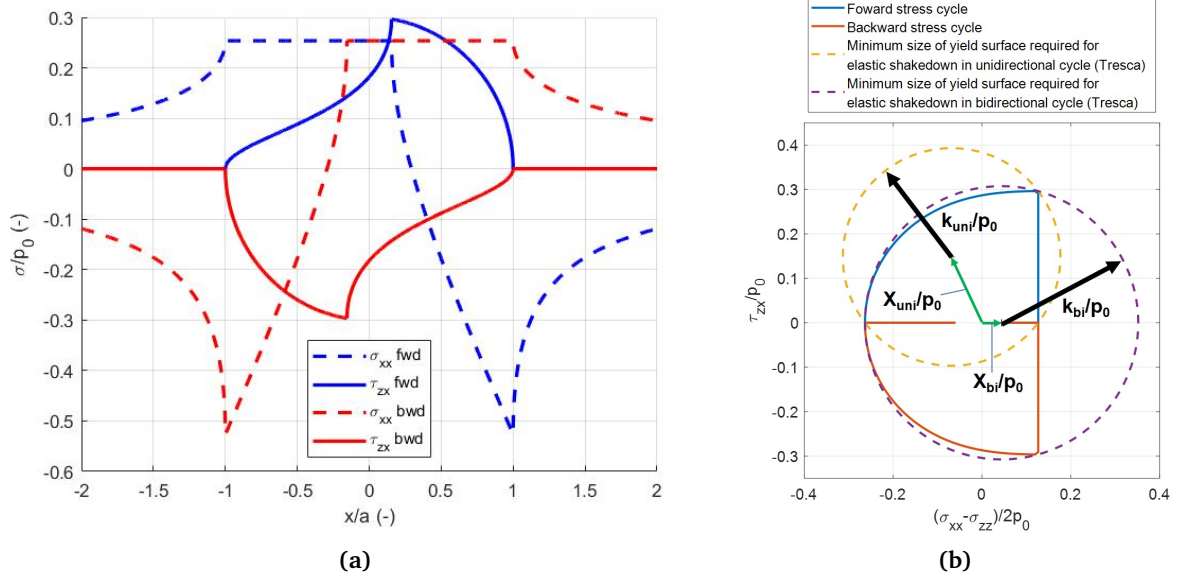 0.3
0.2
0.1
0
-0.1
-0.2
-0.3
-0.4
-0.5
-0.6
σ/p0 (-)
-2
-1.5
-1
-0.5
0
0.5
1
1.5
2
x/a (-)
σxx fwd
τzx fwd
σxx bwd
τzx bwd
(a)
Foward stress cycle
Backward stress cycle
Minimum size of yield surface required for
elastic shakedown in unidirectional cycle (Tresca)
Minimum size of yield surface required for
elastic shakedown in bidirectional cycle (Tresca)
0.4
0.3
0.2
0.1
0
-0.1
-0.2
-0.3
τzx/p0
kuni/p0
Xuni/p0
kbi/p0
Xbi/p0
-0.4
-0.2
0
0.2
0.4
(σxx-σzz)/2p0
(b)